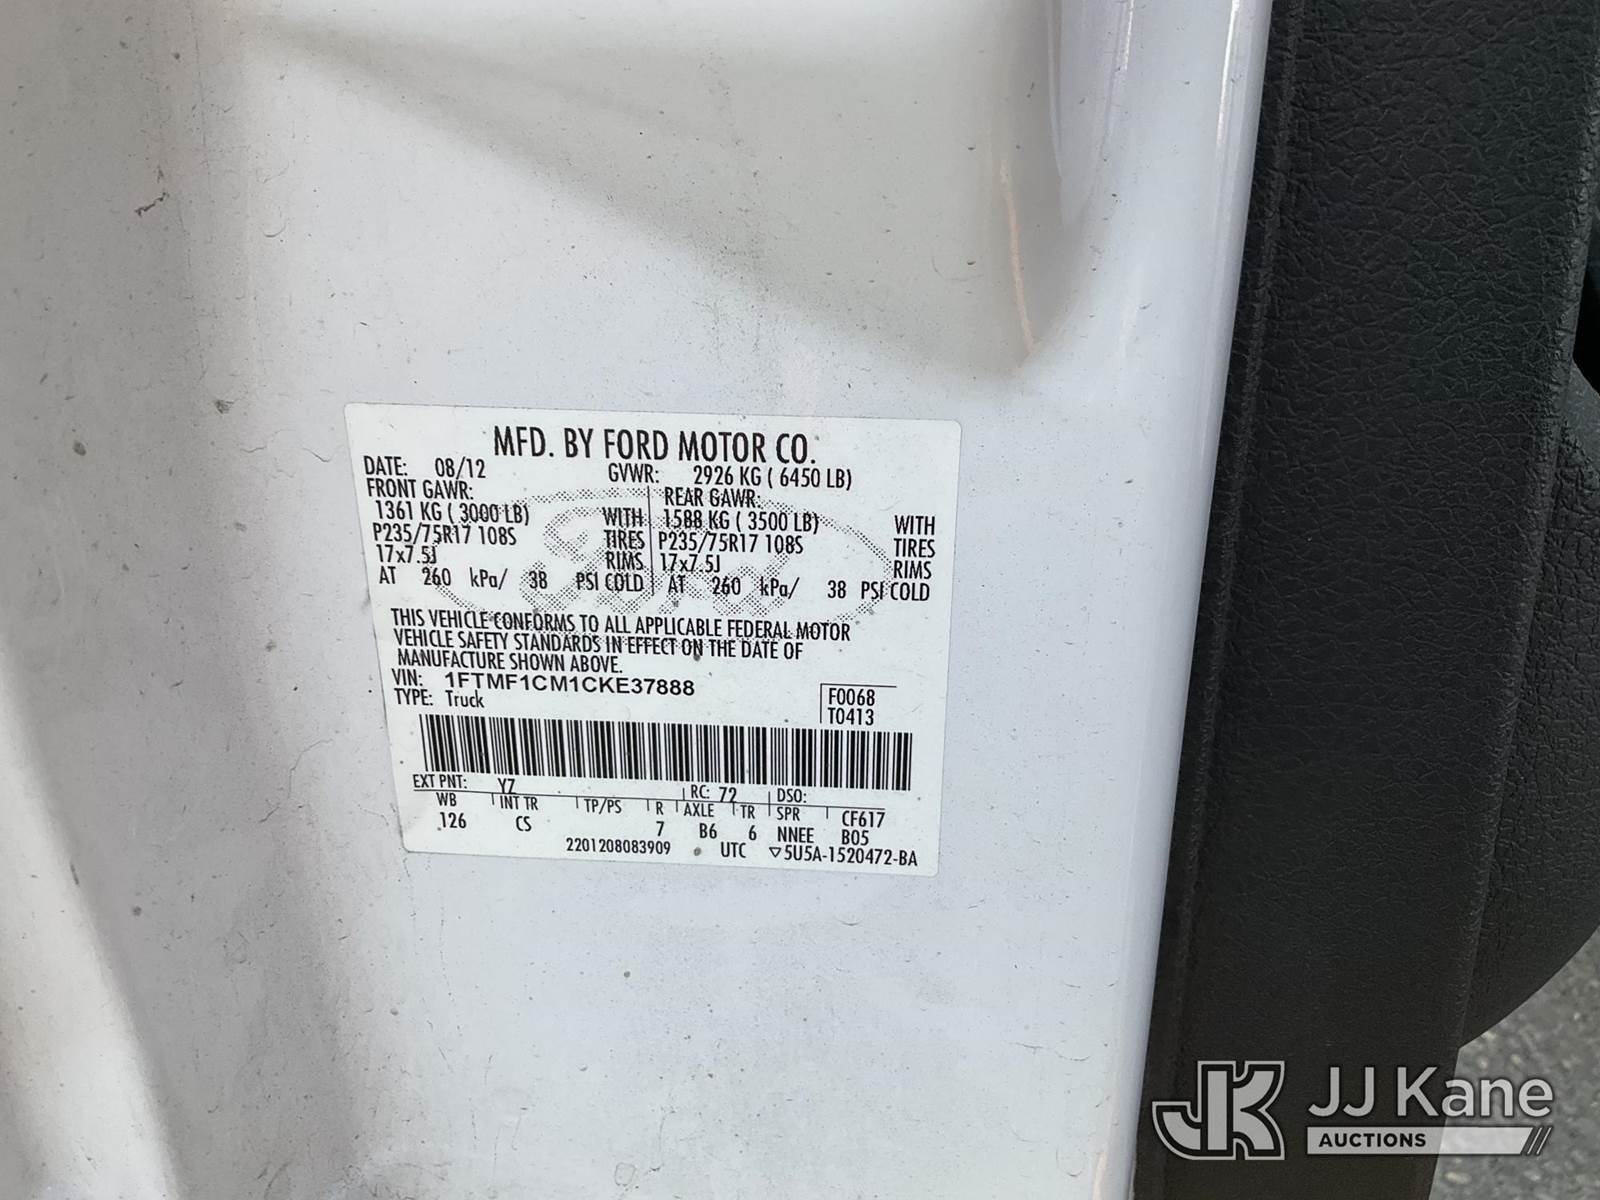 MFD. BY FORD MOTOR CO.
DATE: 08/12 GVWR: 2926 KG ( 6450 LB)
FRONT GAWR: REAR GAWR:
1361 KG ( 3000 LB) WITH 1588 KG ( 3500 LB) WITH
P235/75R17 108S TIRES P235/75R17 108S TIRES
17x7.5J RIMS 17x7.5J RIMS
AT 260 kPa/ 38 PSI COLD AT 260 kPa/ 38 PSI COLD
THIS VEHICLE CONFORMS TO ALL APPLICABLE FEDERAL MOTOR
VEHICLE SAFETY STANDARDS IN EFFECT ON THE DATE OF
MANUFACTURE SHOWN ABOVE.
VIN: 1FTMF1CM1CKE37888
TYPE: Truck F0068
T0413
EXT PNT: YZ RC: 72 DSO:
WB INT TR TP/PS R AXLE TR SPR CF617
126 CS 7 B6 6 NNEE B05
2201208083909 UTC ▽5U5A-1520472-BA
Ford
JK JJ Kane
AUCTIONS